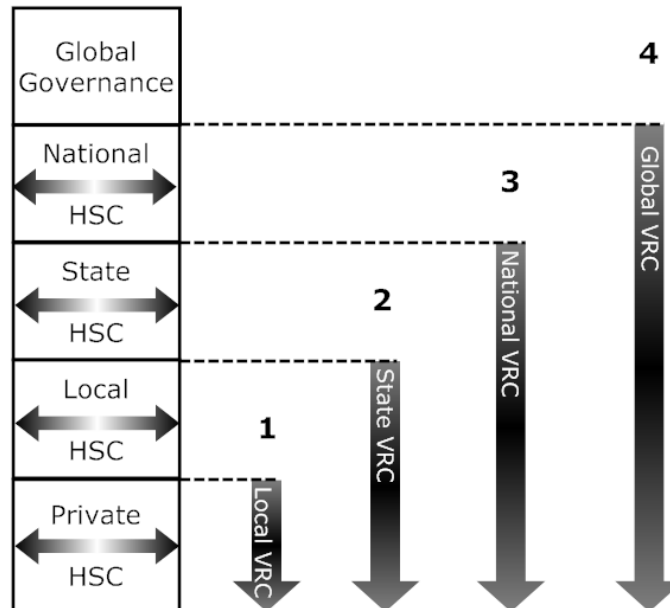 Global
Governance
4
National
HSC
3
Global VRC
State
HSC
2
National VRC
Local
HSC
1
State VRC
Private
HSC
Local VRC